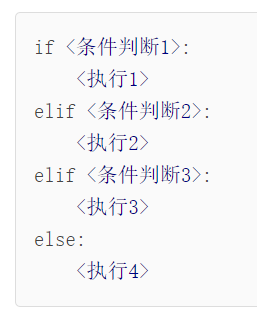 if <条件判断1>:
    <执行1>
elif <条件判断2>:
    <执行2>
elif <条件判断3>:
    <执行3>
else:
    <执行4>